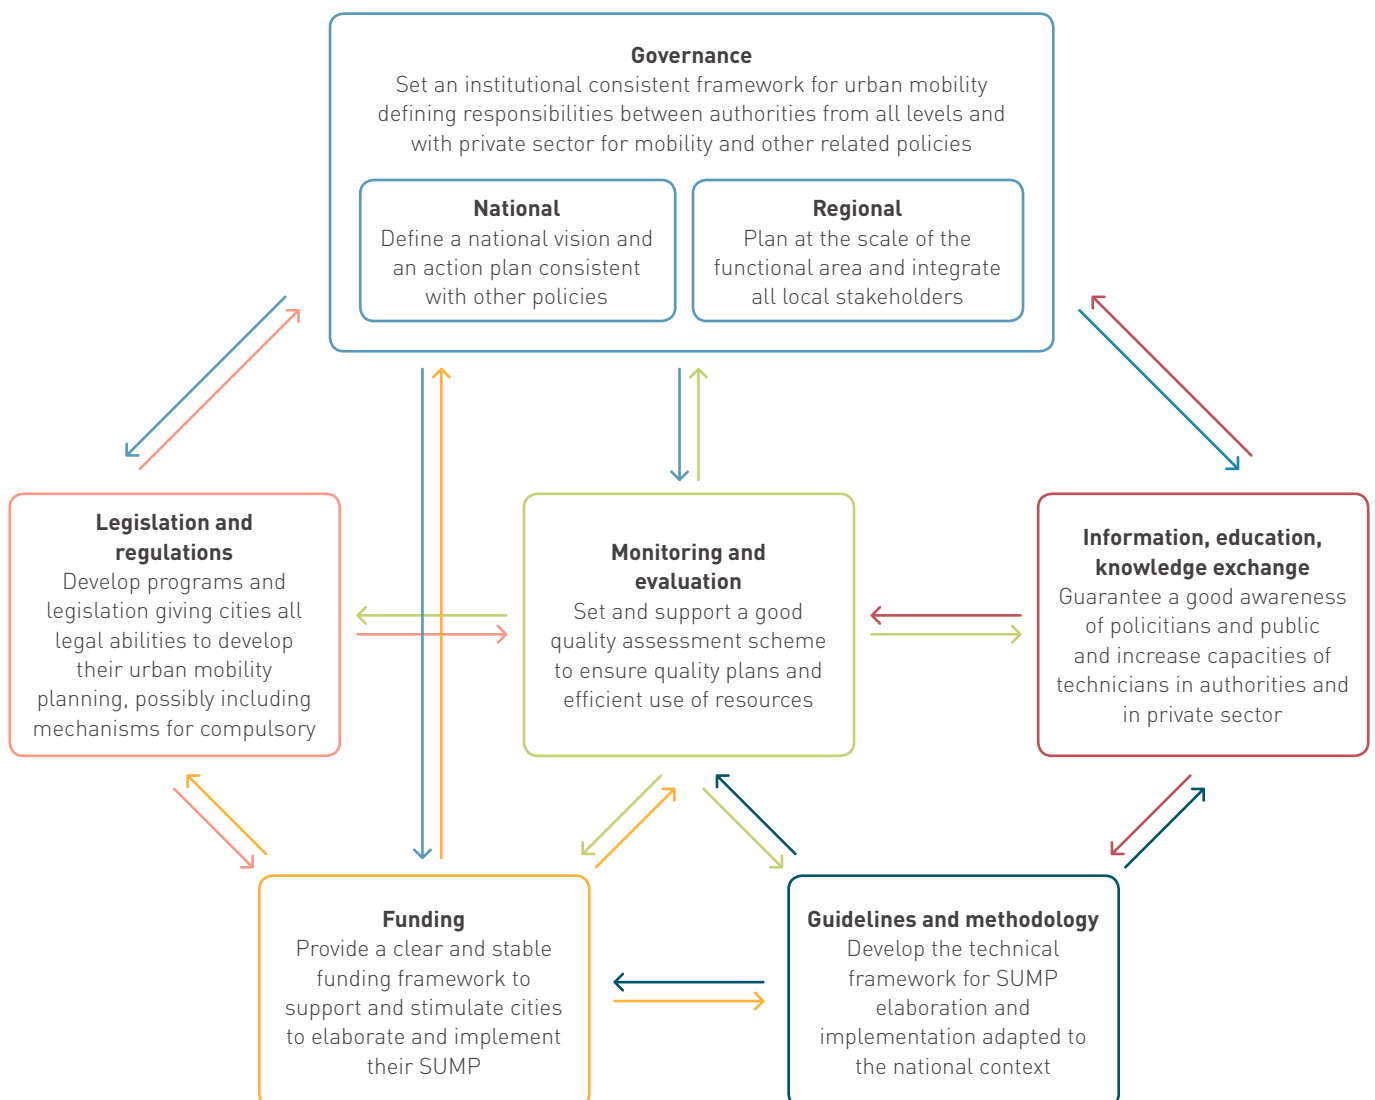 Governance
Set an institutional consistent framework for urban mobility
defining responsibilities between authorities from all levels and
with private sector for mobility and other related policies
National
Define a national vision and
an action plan consistent
with other policies
Regional
Plan at the scale of the
functional area and integrate
all local stakeholders
Legislation and
regulations
Develop programs and
legislation giving cities all
legal abilities to develop
their urban mobility
planning, possibly including
mechanisms for compulsory
Monitoring and
evaluation
Set and support a good
quality assessment scheme
to ensure quality plans and
efficient use of resources
Information, education,
knowledge exchange
Guarantee a good awareness
of policitians and public
and increase capacities of
technicians in authorities and
in private sector
Funding
Provide a clear and stable
funding framework to
support and stimulate cities
to elaborate and implement
their SUMP
Guidelines and methodology
Develop the technical
framework for SUMP
elaboration and
implementation adapted to
the national context